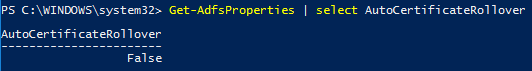 PS C:\WINDOWS\system32> Get-AdfsProperties | select AutoCertificateRollover
AutoCertificateRollover
-----------------------
False